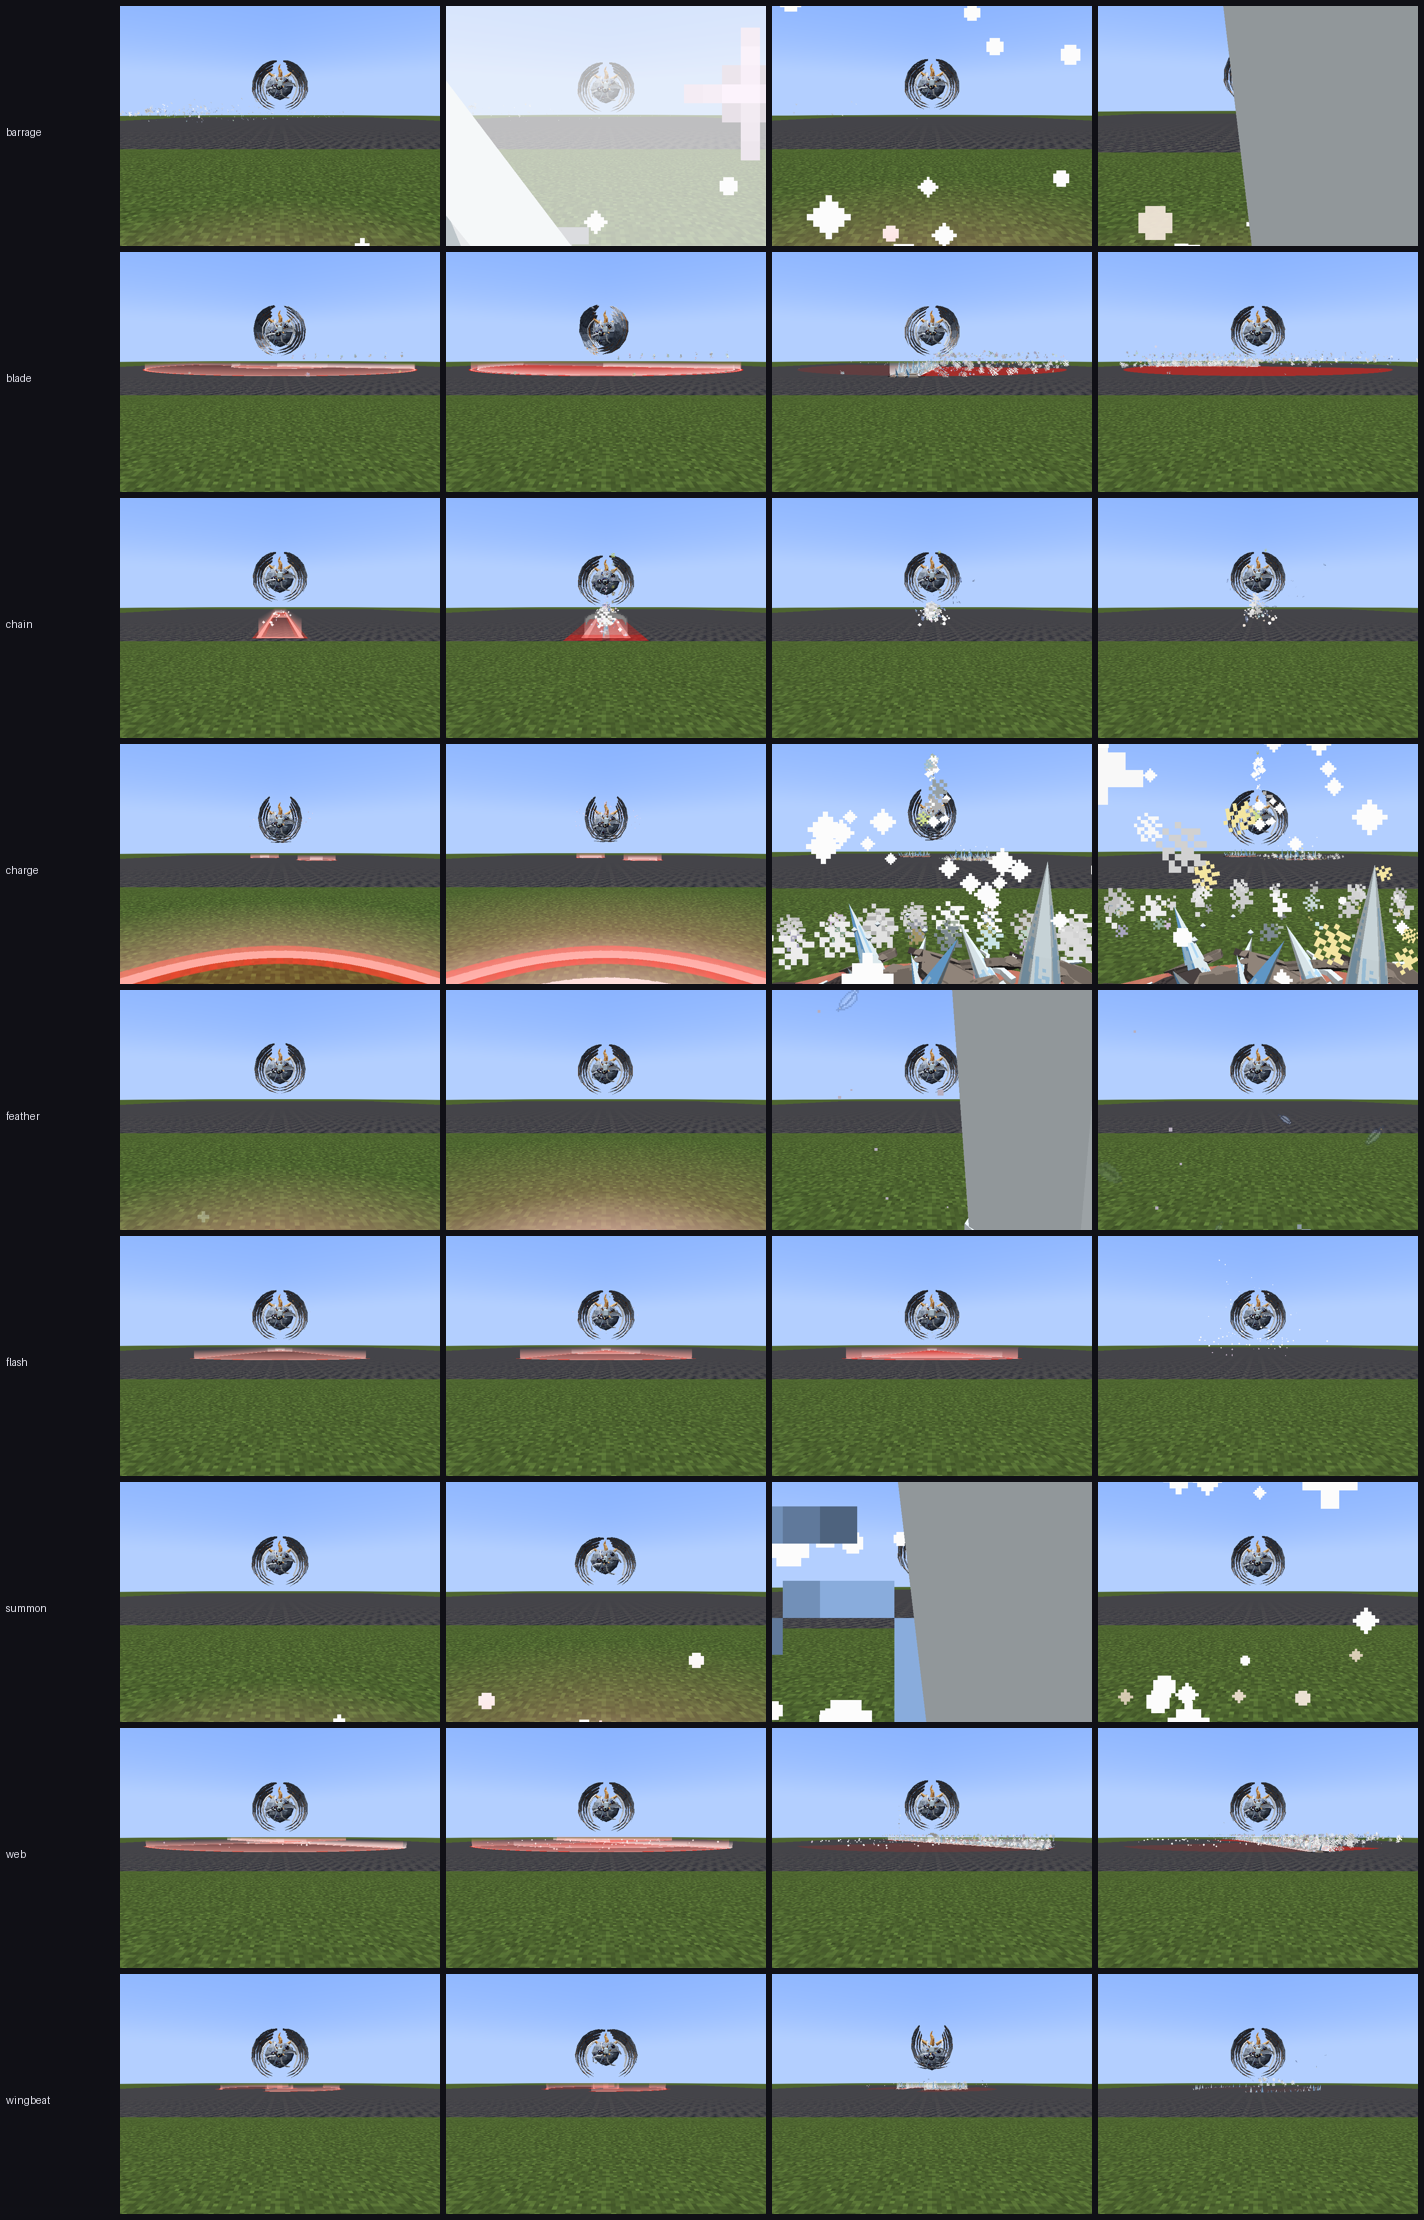 barrage
blade
chain
charge
feather
flash
summon
web
wingbeat